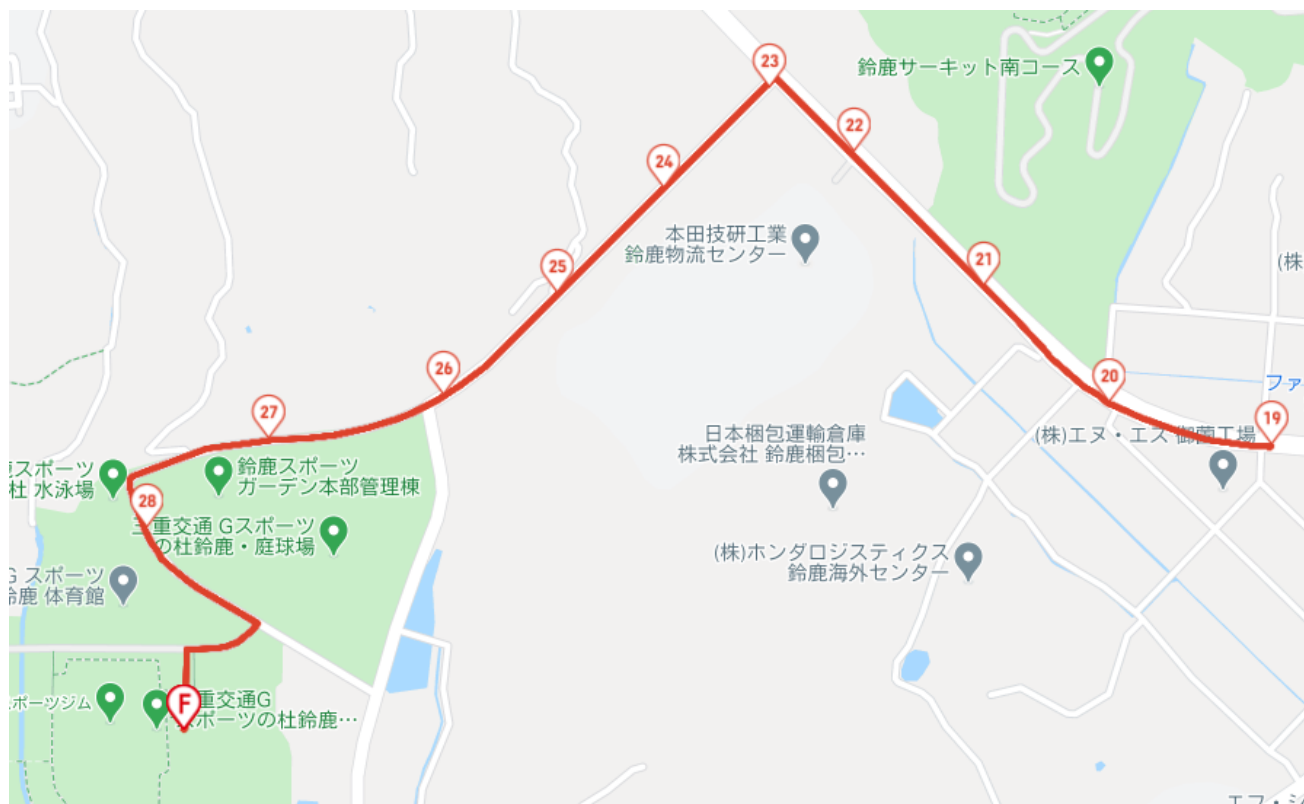 23
鈴鹿サーキット南コース
22
24
本田技研工業
鈴鹿物流センター
(株
25
21
26
20
ファ
27
19
日本梱包運輸倉庫
株式会社 鈴鹿梱包…
(株)エヌ・エス 御薗工場
スポーツ
杜 水泳場
鈴鹿スポーツ
ガーデン本部管理棟
28
三重交通 Gスポーツ
の杜鈴鹿・庭球場
(株)ホンダロジスティクス
鈴鹿海外センター
G スポーツ
鈴鹿 体育館
スポーツジム
F
重交通G
スポーツの杜鈴鹿…
エフ・シ